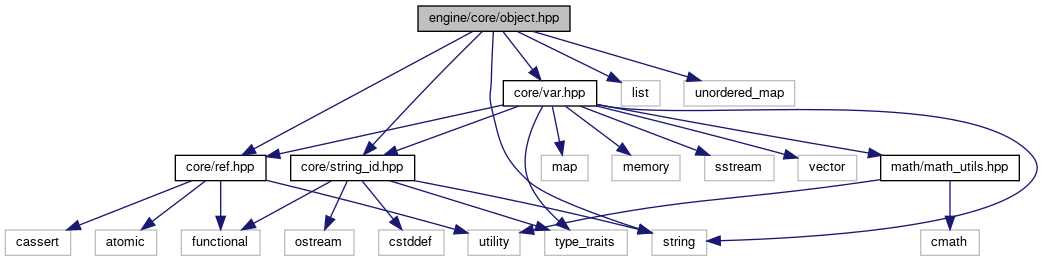 engine/core/object.hpp
core/var.hpp
list
unordered_map
core/ref.hpp
core/string_id.hpp
map
memory
sstream
vector
math/math_utils.hpp
cassert
atomic
functional
ostream
cstddef
utility
type_traits
string
cmath